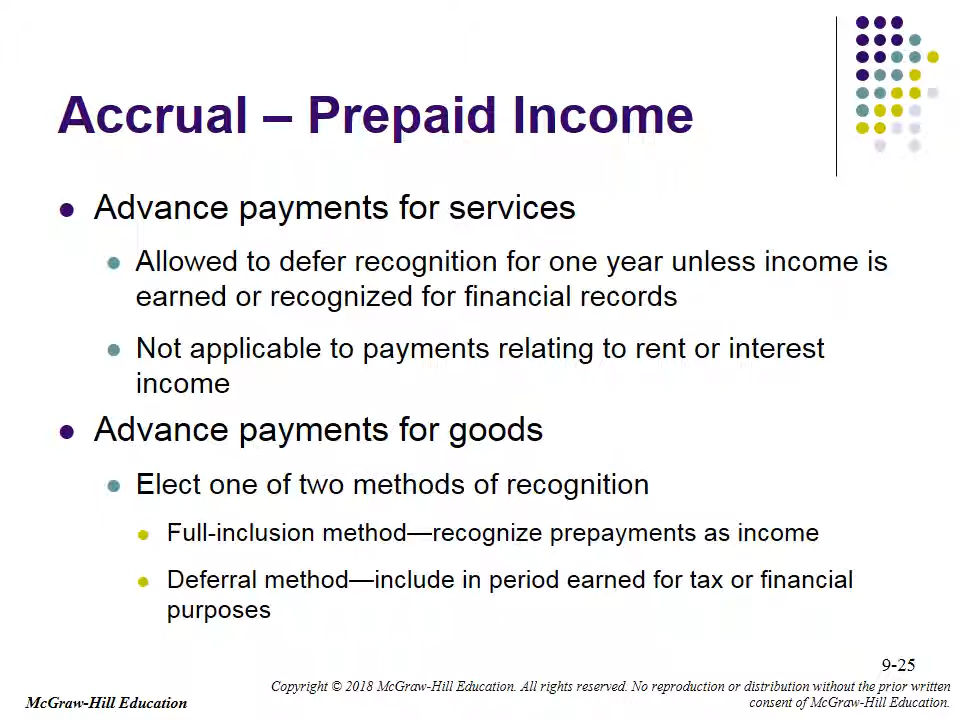 Accrual – Prepaid Income
Advance payments for services
Allowed to defer recognition for one year unless income is
earned or recognized for financial records
Not applicable to payments relating to rent or interest
income
Advance payments for goods
Elect one of two methods of recognition
Full-inclusion method—recognize prepayments as income
Deferral method—include in period earned for tax or financial
purposes
9-25
Copyright © 2018 McGraw-Hill Education. All rights reserved. No reproduction or distribution without the prior written
McGraw-Hill Education
consent of McGraw-Hill Education.